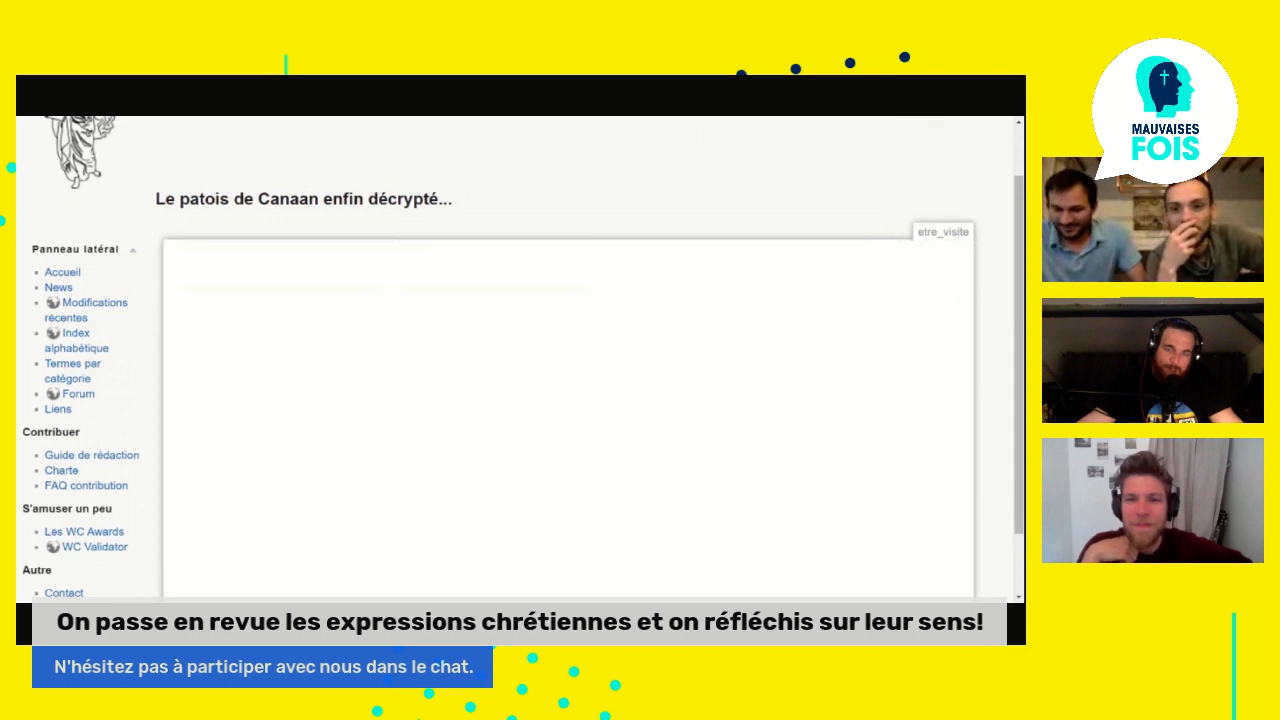 MAUVAISES
FOIS
Le patois de Canaan enfin décrypté...
etre_visite
Panneau latéral
Accueil
News
Modifications
récentes
Index
alphabétique
Termes par
catégorie
Forum
Liens
Contribuer
Guide de rédaction
Charte
FAQ contribution
S'amuser un peu
Les WC Awards
WC Validator
Autre
Contact
On passe en revue les expressions chrétiennes et on réfléchis sur leur sens!
N'hésitez pas à participer avec nous dans le chat.